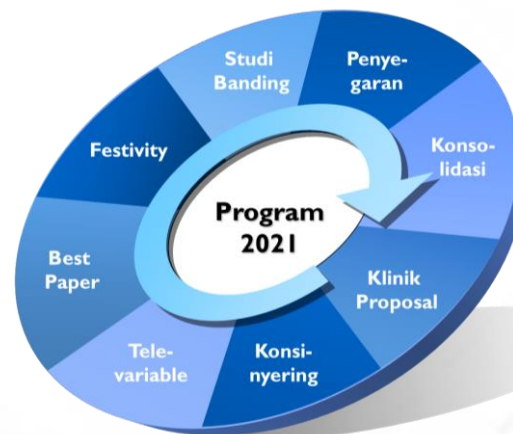 Studi
Banding
Penye-
garan
Konso-
lidasi
Klinik
Proposal
Konsi-
nyering
Tele-
variable
Best
Paper
Festivity
Program
2021